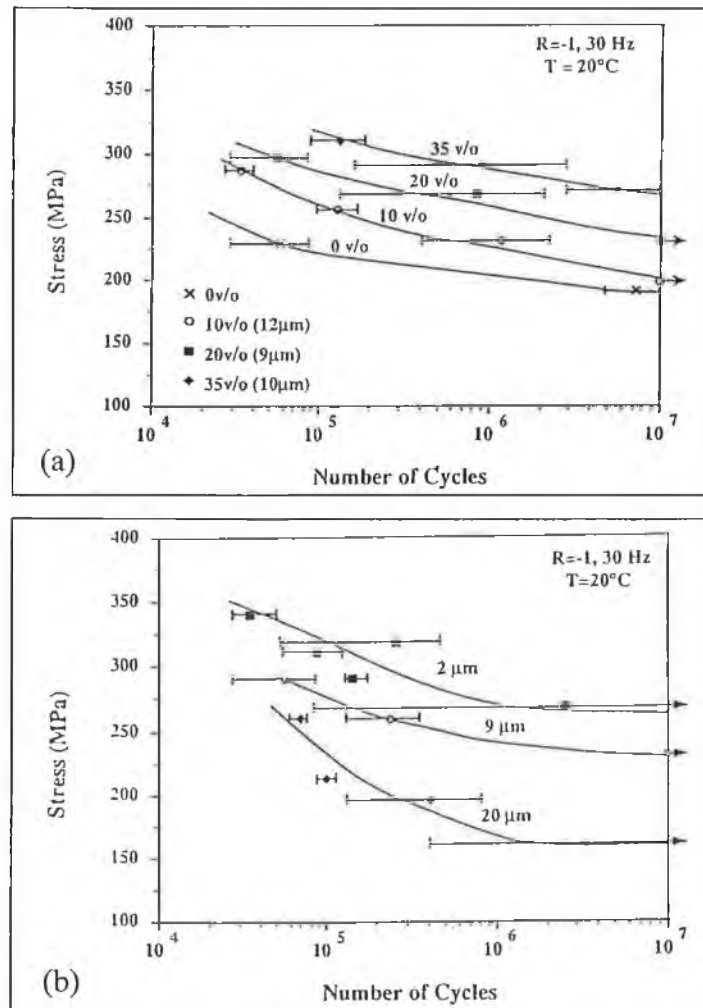 400
350
300
250
200
150
100
Stress (MPa)
R=-1, 30 Hz
T = 20°C
35 v/o
20 v/o
10 v/o
0 v/o
0v/o
10v/o (12µm)
20v/o (9µm)
35v/o (10µm)
10^4
10^5
10^6
10^7
Number of Cycles
(a)
400
350
300
250
200
150
100
Stress (MPa)
R=-1, 30 Hz
T=20°C
2 µm
9 µm
20 µm
10^4
10^5
10^6
10^7
Number of Cycles
(b)